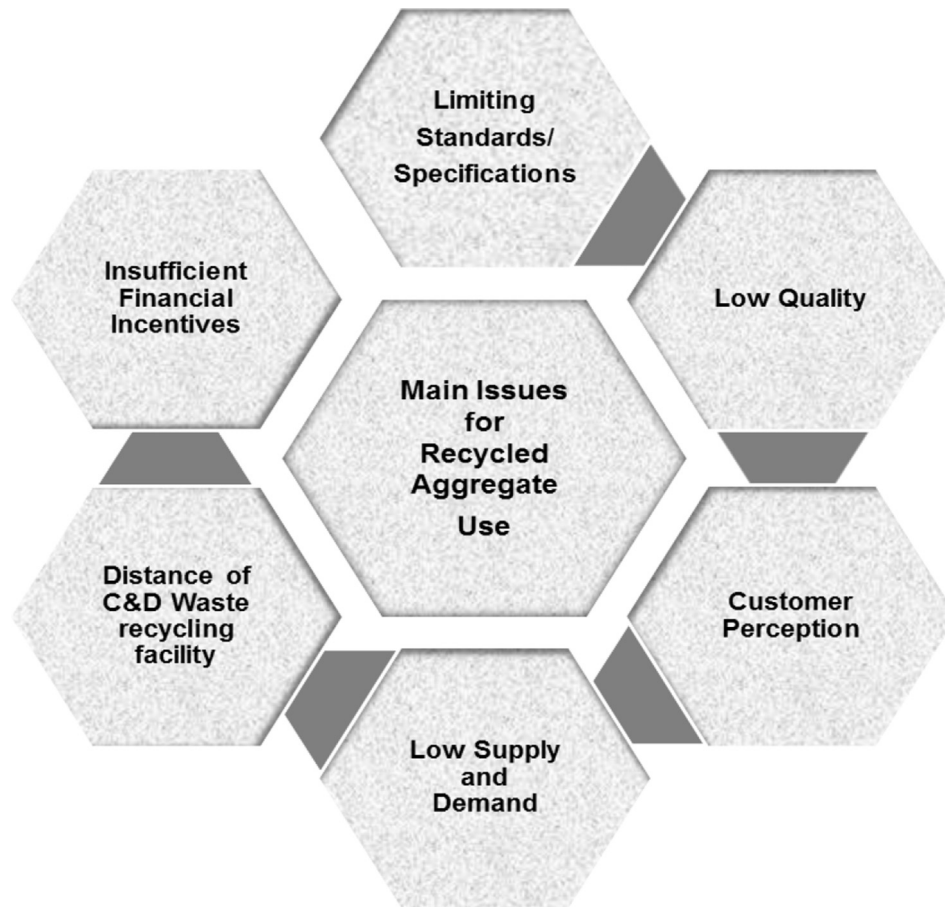 Limiting
Standards/
Specifications
Insufficient
Financial
Incentives
Low Quality
Main Issues
for
Recycled
Aggregate
Use
Distance of
C&D Waste
recycling
facility
Customer
Perception
Low Supply
and
Demand